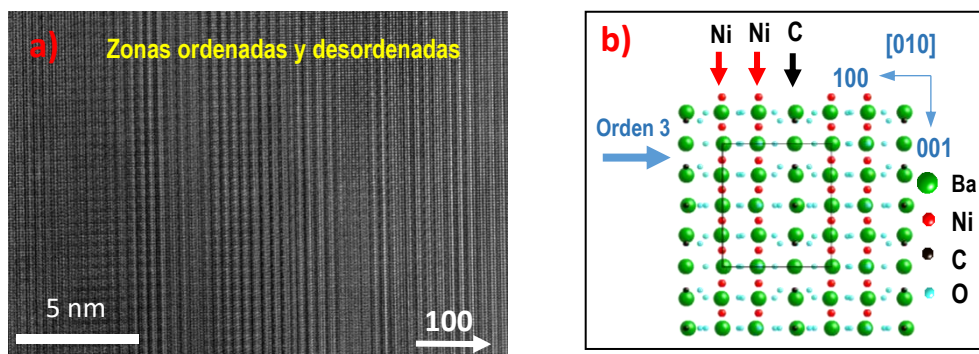 a)
Zonas ordenadas y desordenadas
5 nm
100
b)
Ni Ni C
[010]
100
Orden 3
001
Ba
Ni
C
O